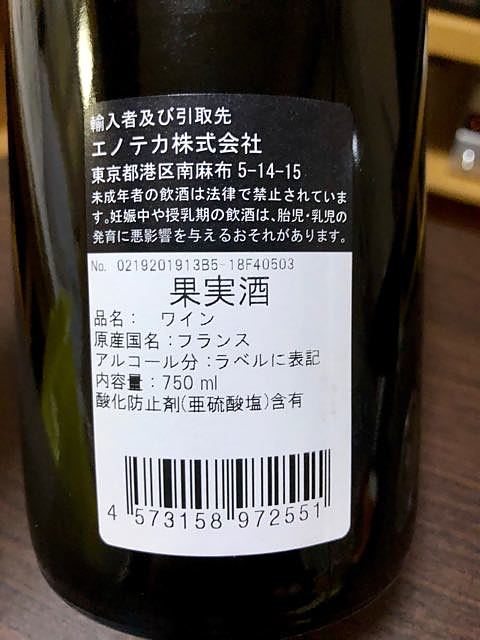 輸入者及び引取先
エノテカ株式会社
東京都港区南麻布 5-14-15
未成年者の飲酒は法律で禁止されていま
す。妊娠中や授乳期の飲酒は、胎児・乳児の
発育に悪影響を与えるおそれがあります。
No. 0219201913B5-18F40503
果実酒
品名： ワイン
原産国名：フランス
アルコール分：ラベルに表記
内容量：750 ml
酸化防止剤(亜硫酸塩)含有
4 573158 972551